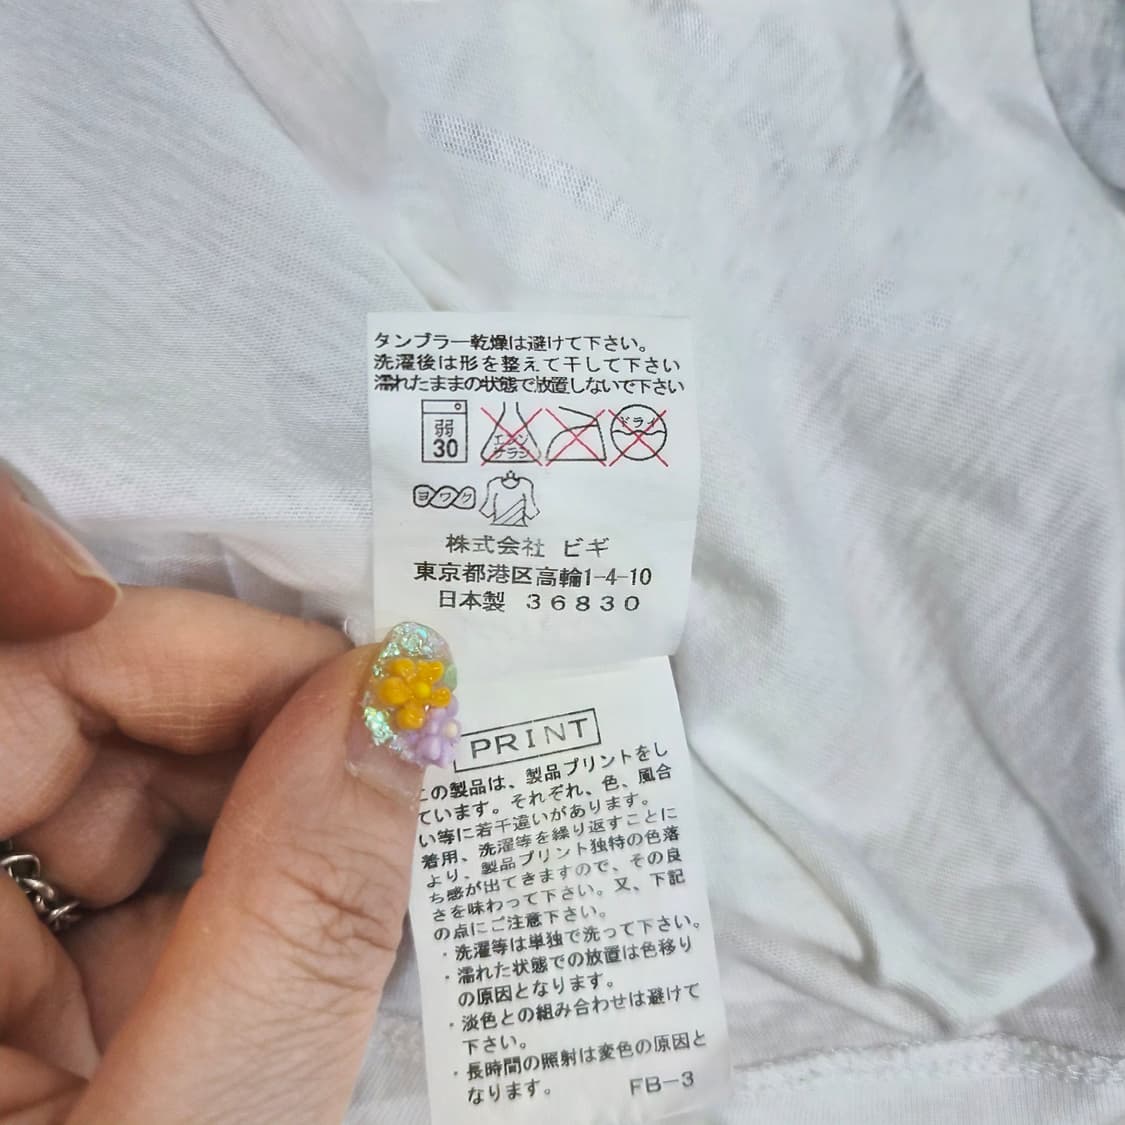 タンブラー乾燥は避けて下さい。
洗濯後は形を整えて干して下さい
濡れたままの状態で放置しないで下さい
弱 エンソ ドライ
30 サラシ
ヨワク
株式会社 ビギ
東京都港区高輪1-4-10
日本製 36830
PRINT
この製品は、製品プリントをし
ています。それぞれ、色、風合
い等に若干違いがあります。
着用、洗濯等を繰り返すことに
より、製品プリント独特の色落
ち感が出てきますので、その良
さを味わって下さい。又、下記
の点にご注意下さい。
・洗濯等は単独で洗って下さい。
・濡れた状態での放置は色移り
の原因となります。
・淡色との組み合わせは避けて
下さい。
・長時間の照射は変色の原因と
なります。 FB-3